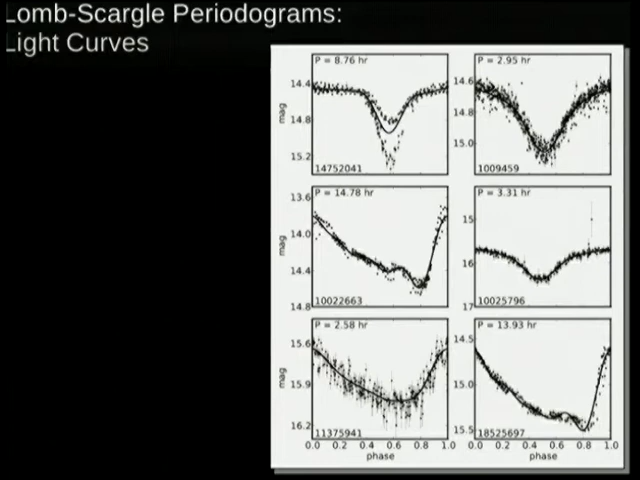 Lomb-Scargle Periodograms:
Light Curves
P = 8.76 hr
14.4
14.8
15.2
mag
14752041
P = 2.95 hr
14.6
14.8
15.0
1009459
P = 14.78 hr
13.6
14.0
14.4
14.8
mag
10022663
P = 3.31 hr
15
16
17
10025796
P = 2.58 hr
15.6
15.9
16.2
mag
11375941
0.0 0.2 0.4 0.6 0.8 1.0
phase
P = 13.93 hr
14.5
15.0
15.5
18525697
0.0 0.2 0.4 0.6 0.8 1.0
phase